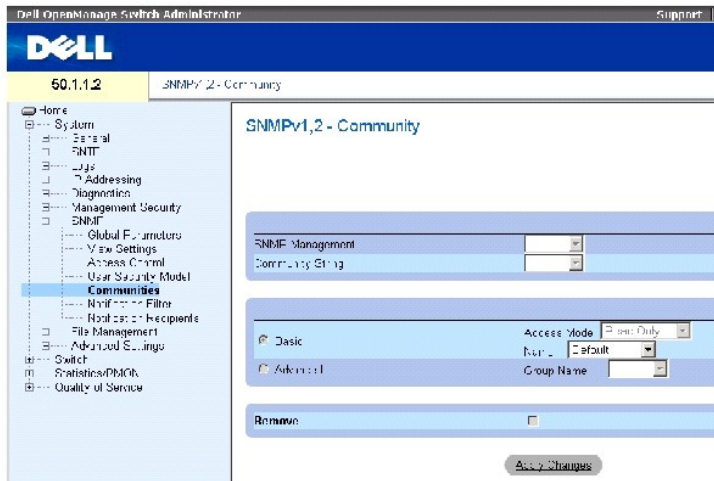 Dell OpenManage Switch Administrator Support
DELL
50.1.1.2 SNMPv1,2 - Community
Home
System
General
SNTP
Logs
IP Addressing
Diagnostics
Management Security
SNMP
Global Parameters
View Settings
Access Control
User Security Model
Communities
Notification Filter
Notification Recipients
File Management
Advanced Settings
Switch
Statistics/RMON
Quality of Service
SNMPv1,2 - Community
SNMP Management
Community String
Basic Access Mode Read Only
Name Default
Advanced Group Name
Remove
Apply Changes